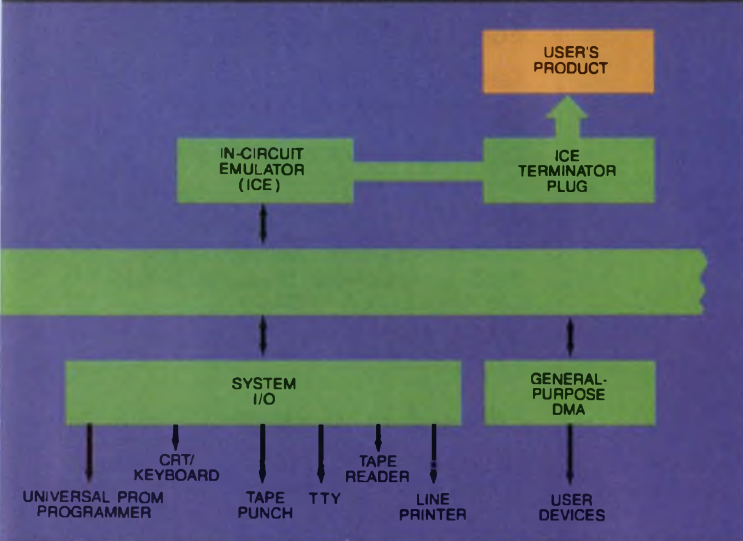 USER'S
PRODUCT
IN-CIRCUIT
EMULATOR
(ICE)
ICE
TERMINATOR
PLUG
SYSTEM
I/O
GENERAL-
PURPOSE
DMA
UNIVERSAL PROM
PROGRAMMER
CRT/
KEYBOARD
TAPE
PUNCH
TTY
TAPE
READER
LINE
PRINTER
USER
DEVICES